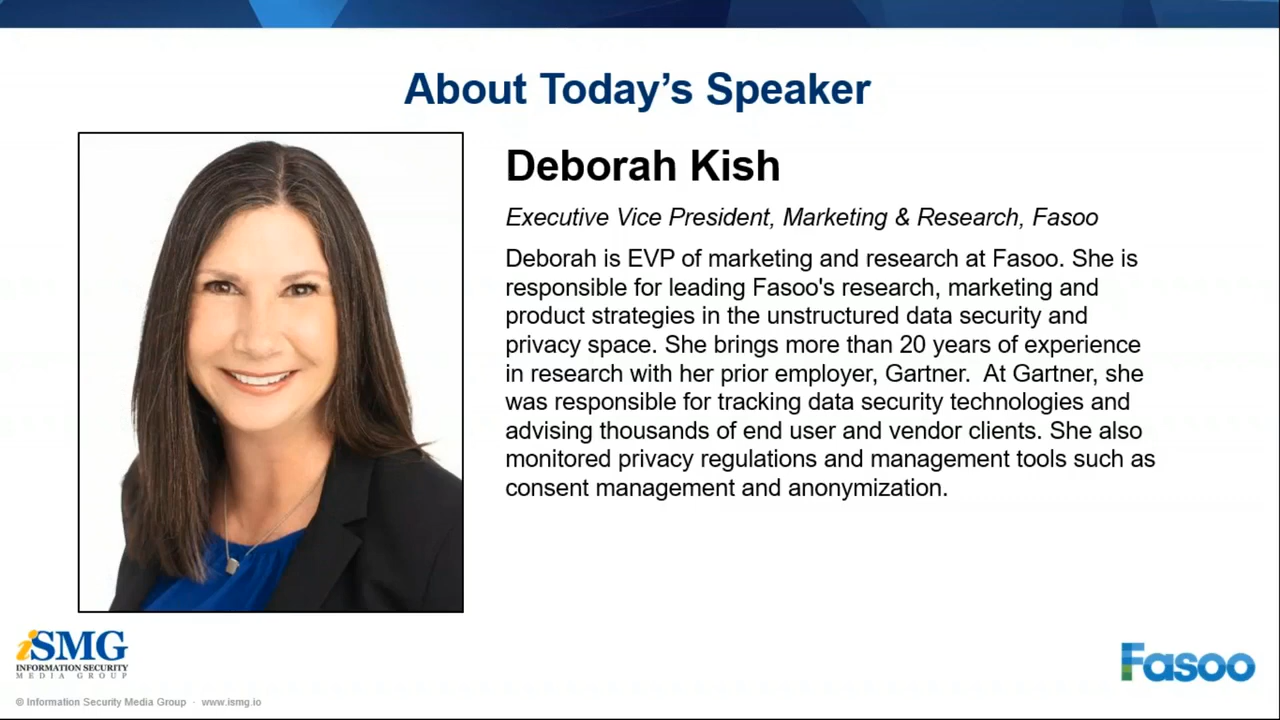 About Today’s Speaker
Deborah Kish
Executive Vice President, Marketing & Research, Fasoo
Deborah is EVP of marketing and research at Fasoo. She is
responsible for leading Fasoo's research, marketing and
product strategies in the unstructured data security and
privacy space. She brings more than 20 years of experience
in research with her prior employer, Gartner.  At Gartner, she
was responsible for tracking data security technologies and
advising thousands of end user and vendor clients. She also
monitored privacy regulations and management tools such as
consent management and anonymization.
iSMG
INFORMATION SECURITY
MEDIA GROUP
Fasoo
© Information Security Media Group · www.ismg.io